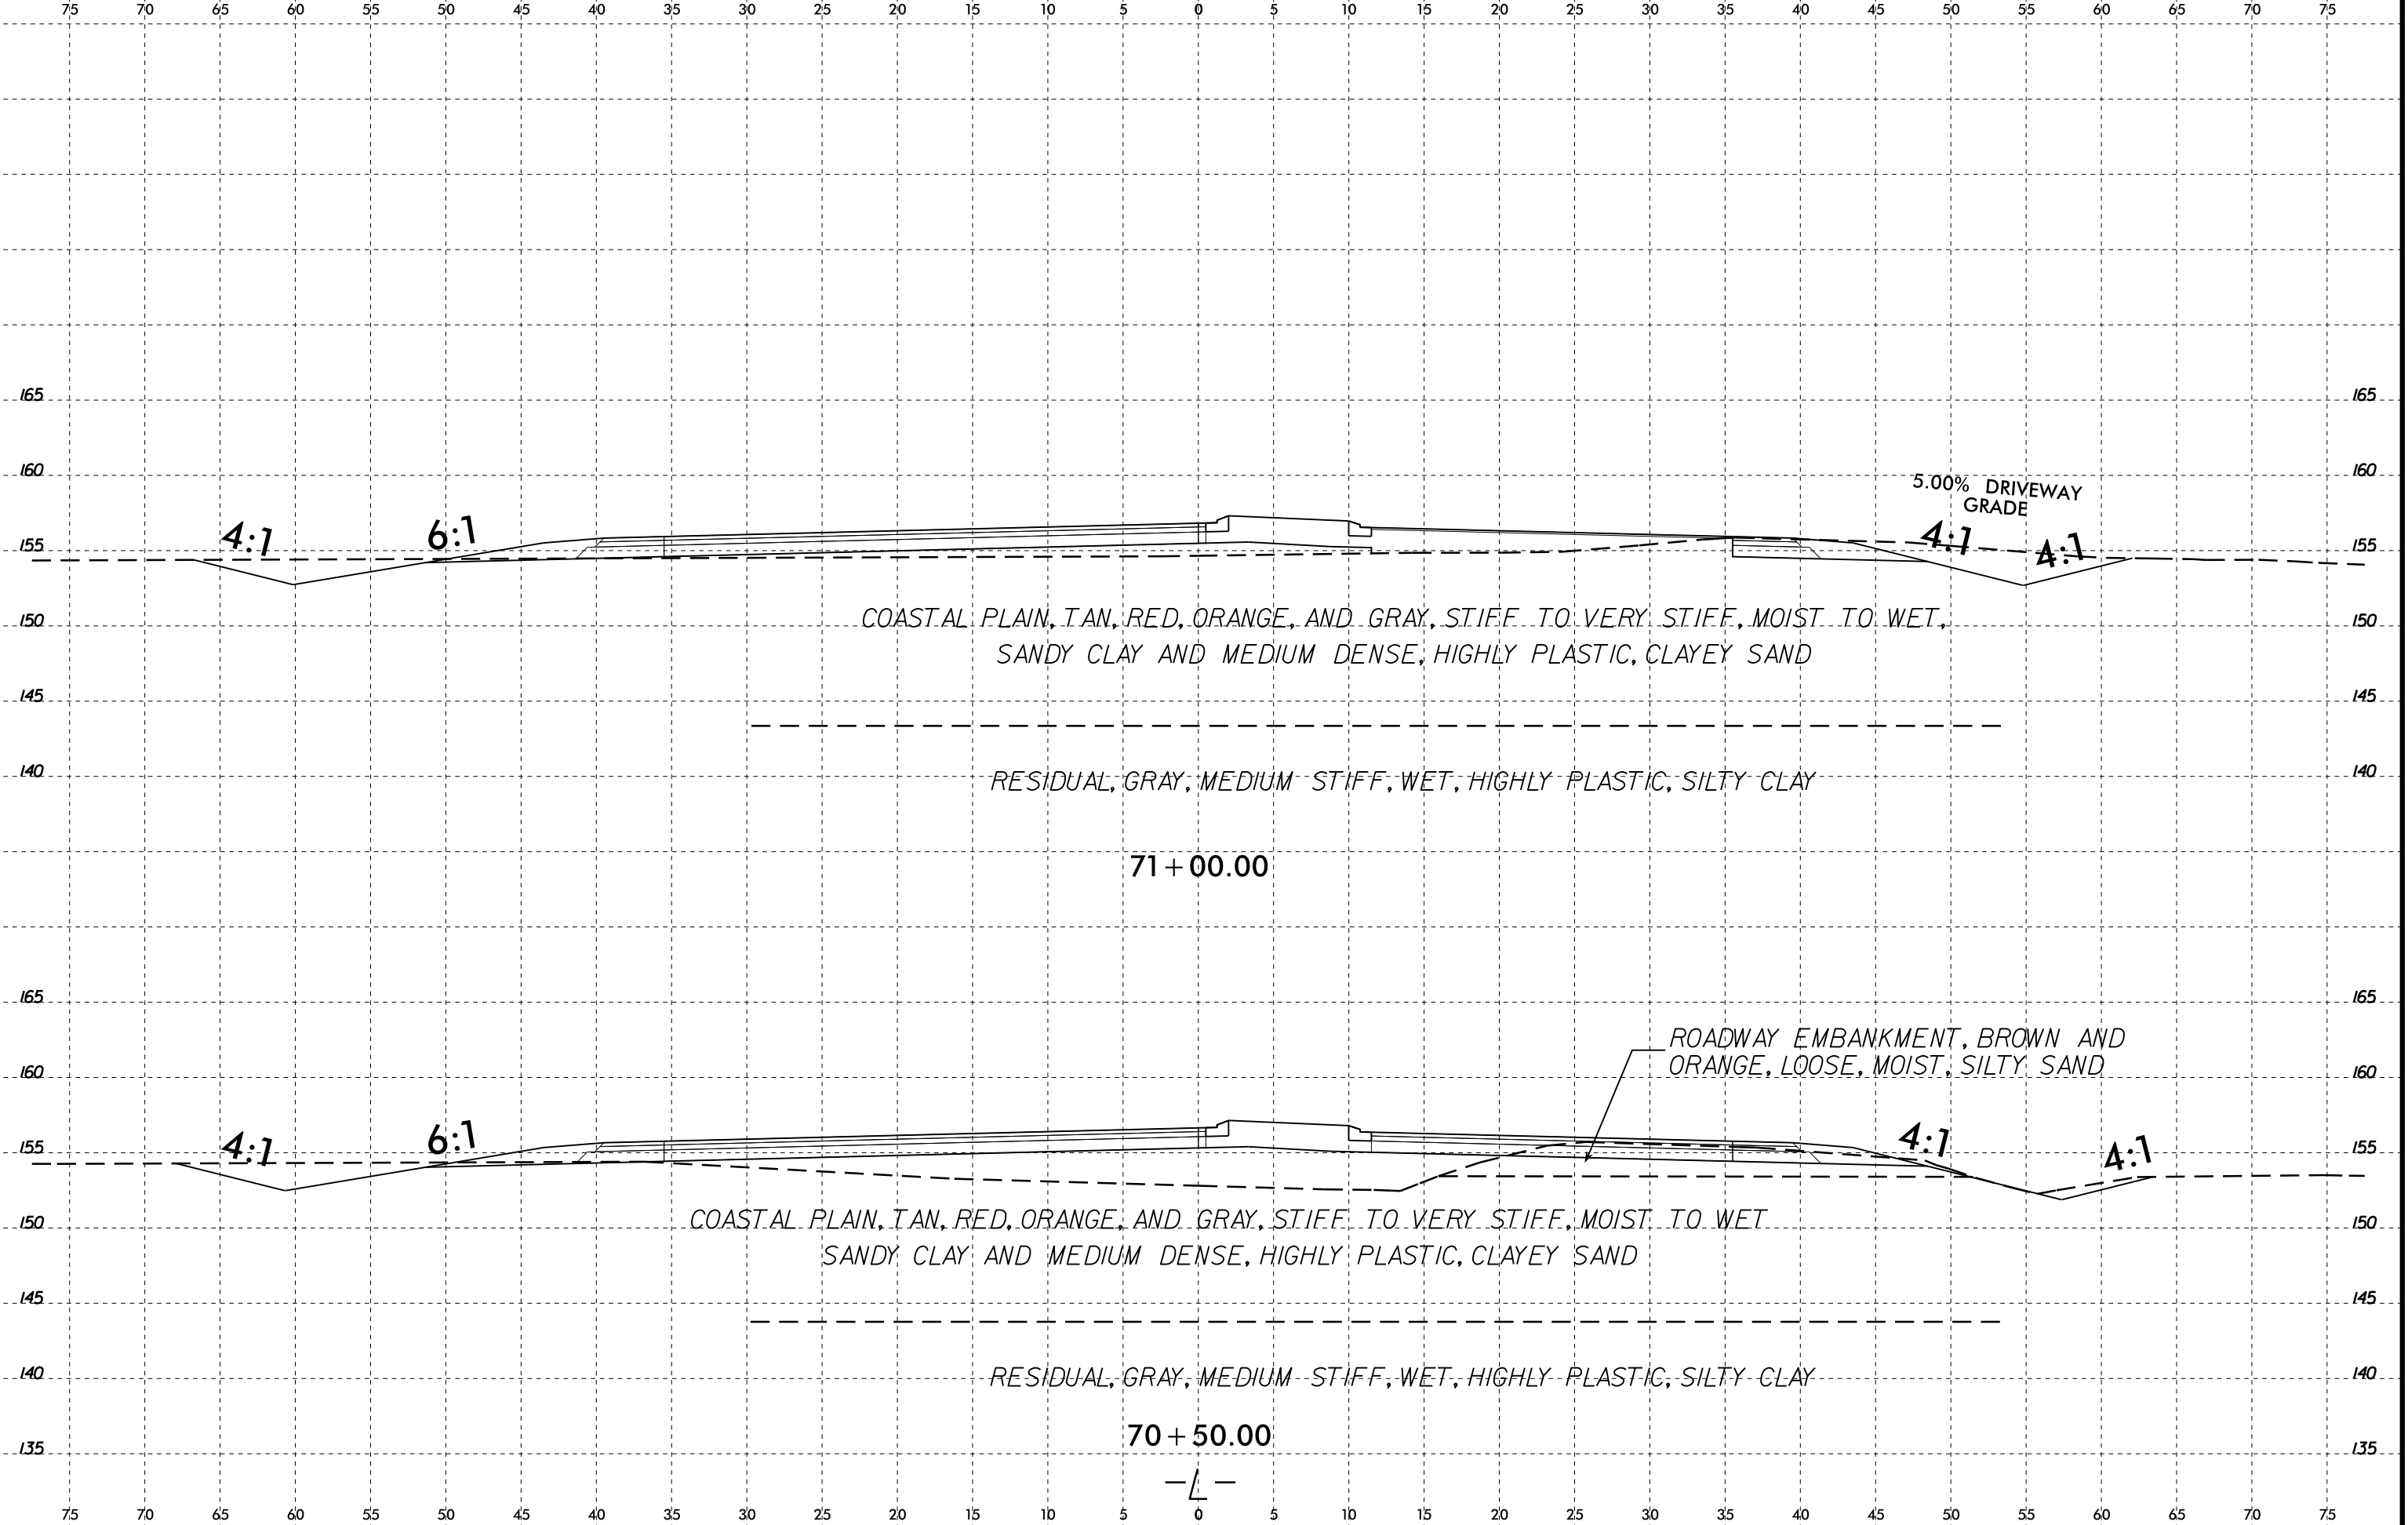 75 70 65 60 55 50 45 40 35 30 25 20 15 10 5 0 5 10 15 20 25 30 35 40 45 50 55 60 65 70 75
165 165
160 160
5.00% DRIVEWAY
GRADE
4:1 6:1 4:1 4:1
155 155
COASTAL PLAIN, TAN, RED, ORANGE, AND GRAY, STIFF TO VERY STIFF, MOIST TO WET,
150 150
SANDY CLAY AND MEDIUM DENSE, HIGHLY PLASTIC, CLAYEY SAND
145 145
140 140
RESIDUAL, GRAY, MEDIUM STIFF, WET, HIGHLY PLASTIC, SILTY CLAY
71+00.00
165 165
ROADWAY EMBANKMENT, BROWN AND
ORANGE, LOOSE, MOIST, SILTY SAND
160 160
4:1 6:1 4:1 4:1
155 155
COASTAL PLAIN, TAN, RED, ORANGE, AND GRAY, STIFF TO VERY STIFF, MOIST TO WET
150 150
SANDY CLAY AND MEDIUM DENSE, HIGHLY PLASTIC, CLAYEY SAND
145 145
140 140
RESIDUAL, GRAY, MEDIUM STIFF, WET, HIGHLY PLASTIC, SILTY CLAY
70+50.00
135 135
-L-
75 70 65 60 55 50 45 40 35 30 25 20 15 10 5 0 5 10 15 20 25 30 35 40 45 50 55 60 65 70 75